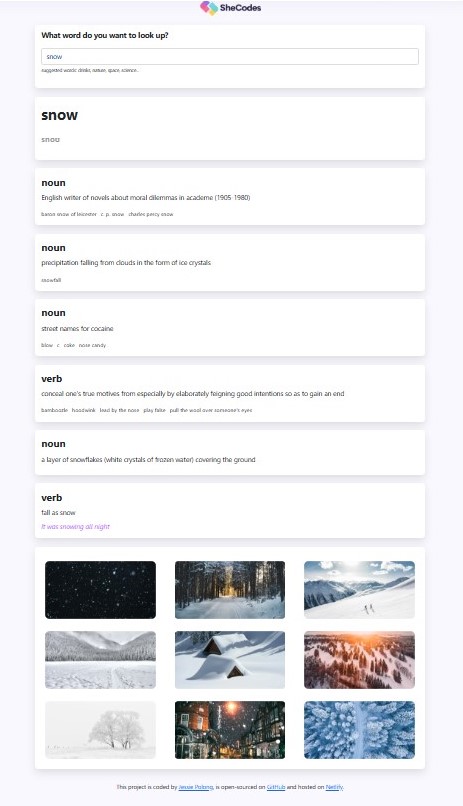 SheCodes
What word do you want to look up?
snow
suggested words: drinks, nature, space, science..
snow
snoʊ
noun
English writer of novels about moral dilemmas in academe (1905-1980)
baron snow of leicester c. p. snow charles percy snow
noun
precipitation falling from clouds in the form of ice crystals
snowfall
noun
street names for cocaine
blow c coke nose candy
verb
conceal one's true motives from especially by elaborately feigning good intentions so as to gain an end
bamboozle hoodwink lead by the nose play false pull the wool over someone's eyes
noun
a layer of snowflakes (white crystals of frozen water) covering the ground
verb
fall as snow
It was snowing all night
This project is coded by Jesse Polong, is open-sourced on GitHub and hosted on Netlify.